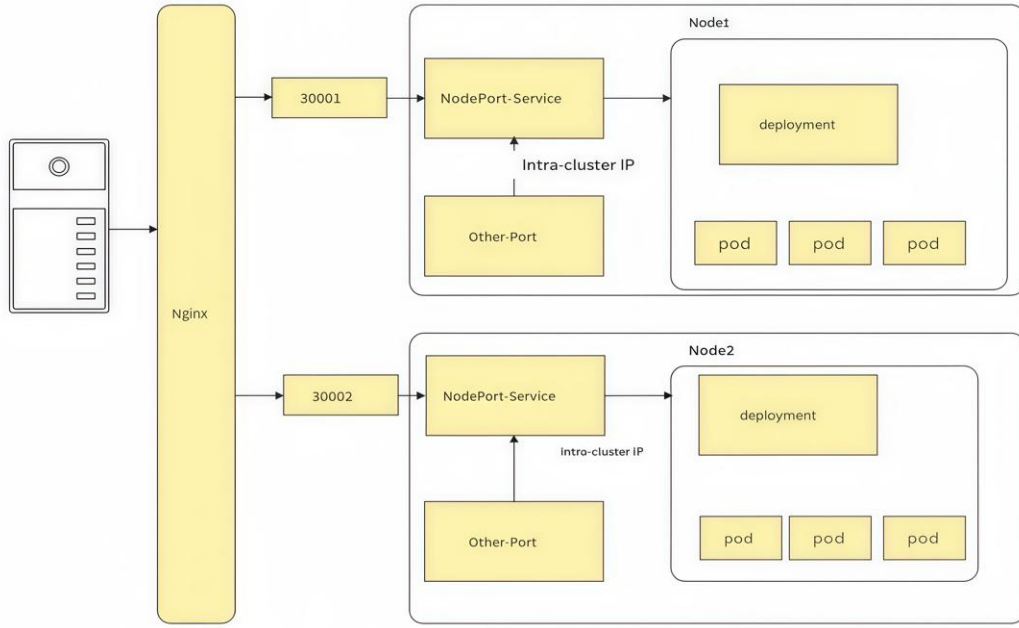 Node1
30001
NodePort-Service
deployment
Intra-cluster IP
Other-Port
pod
pod
pod
Nginx
Node2
30002
NodePort-Service
deployment
intra-cluster IP
Other-Port
pod
pod
pod